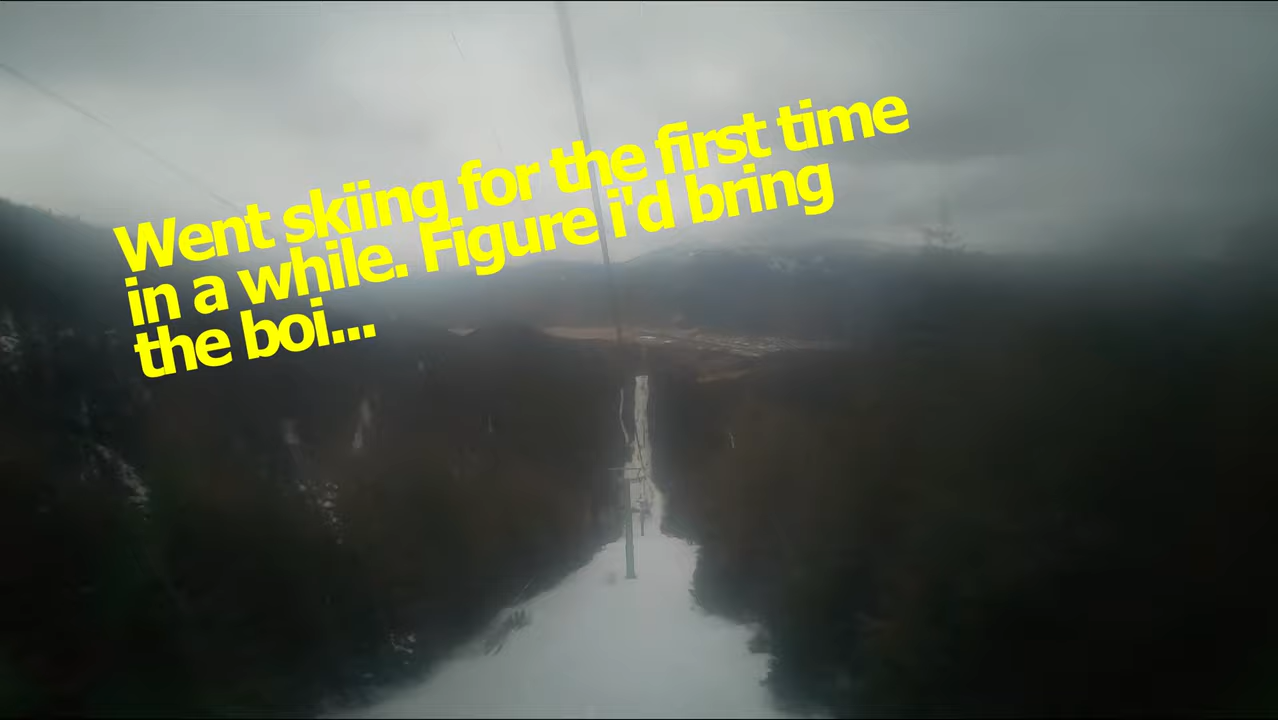 Went skiing for the first time
in a while. Figure i'd bring
the boi...